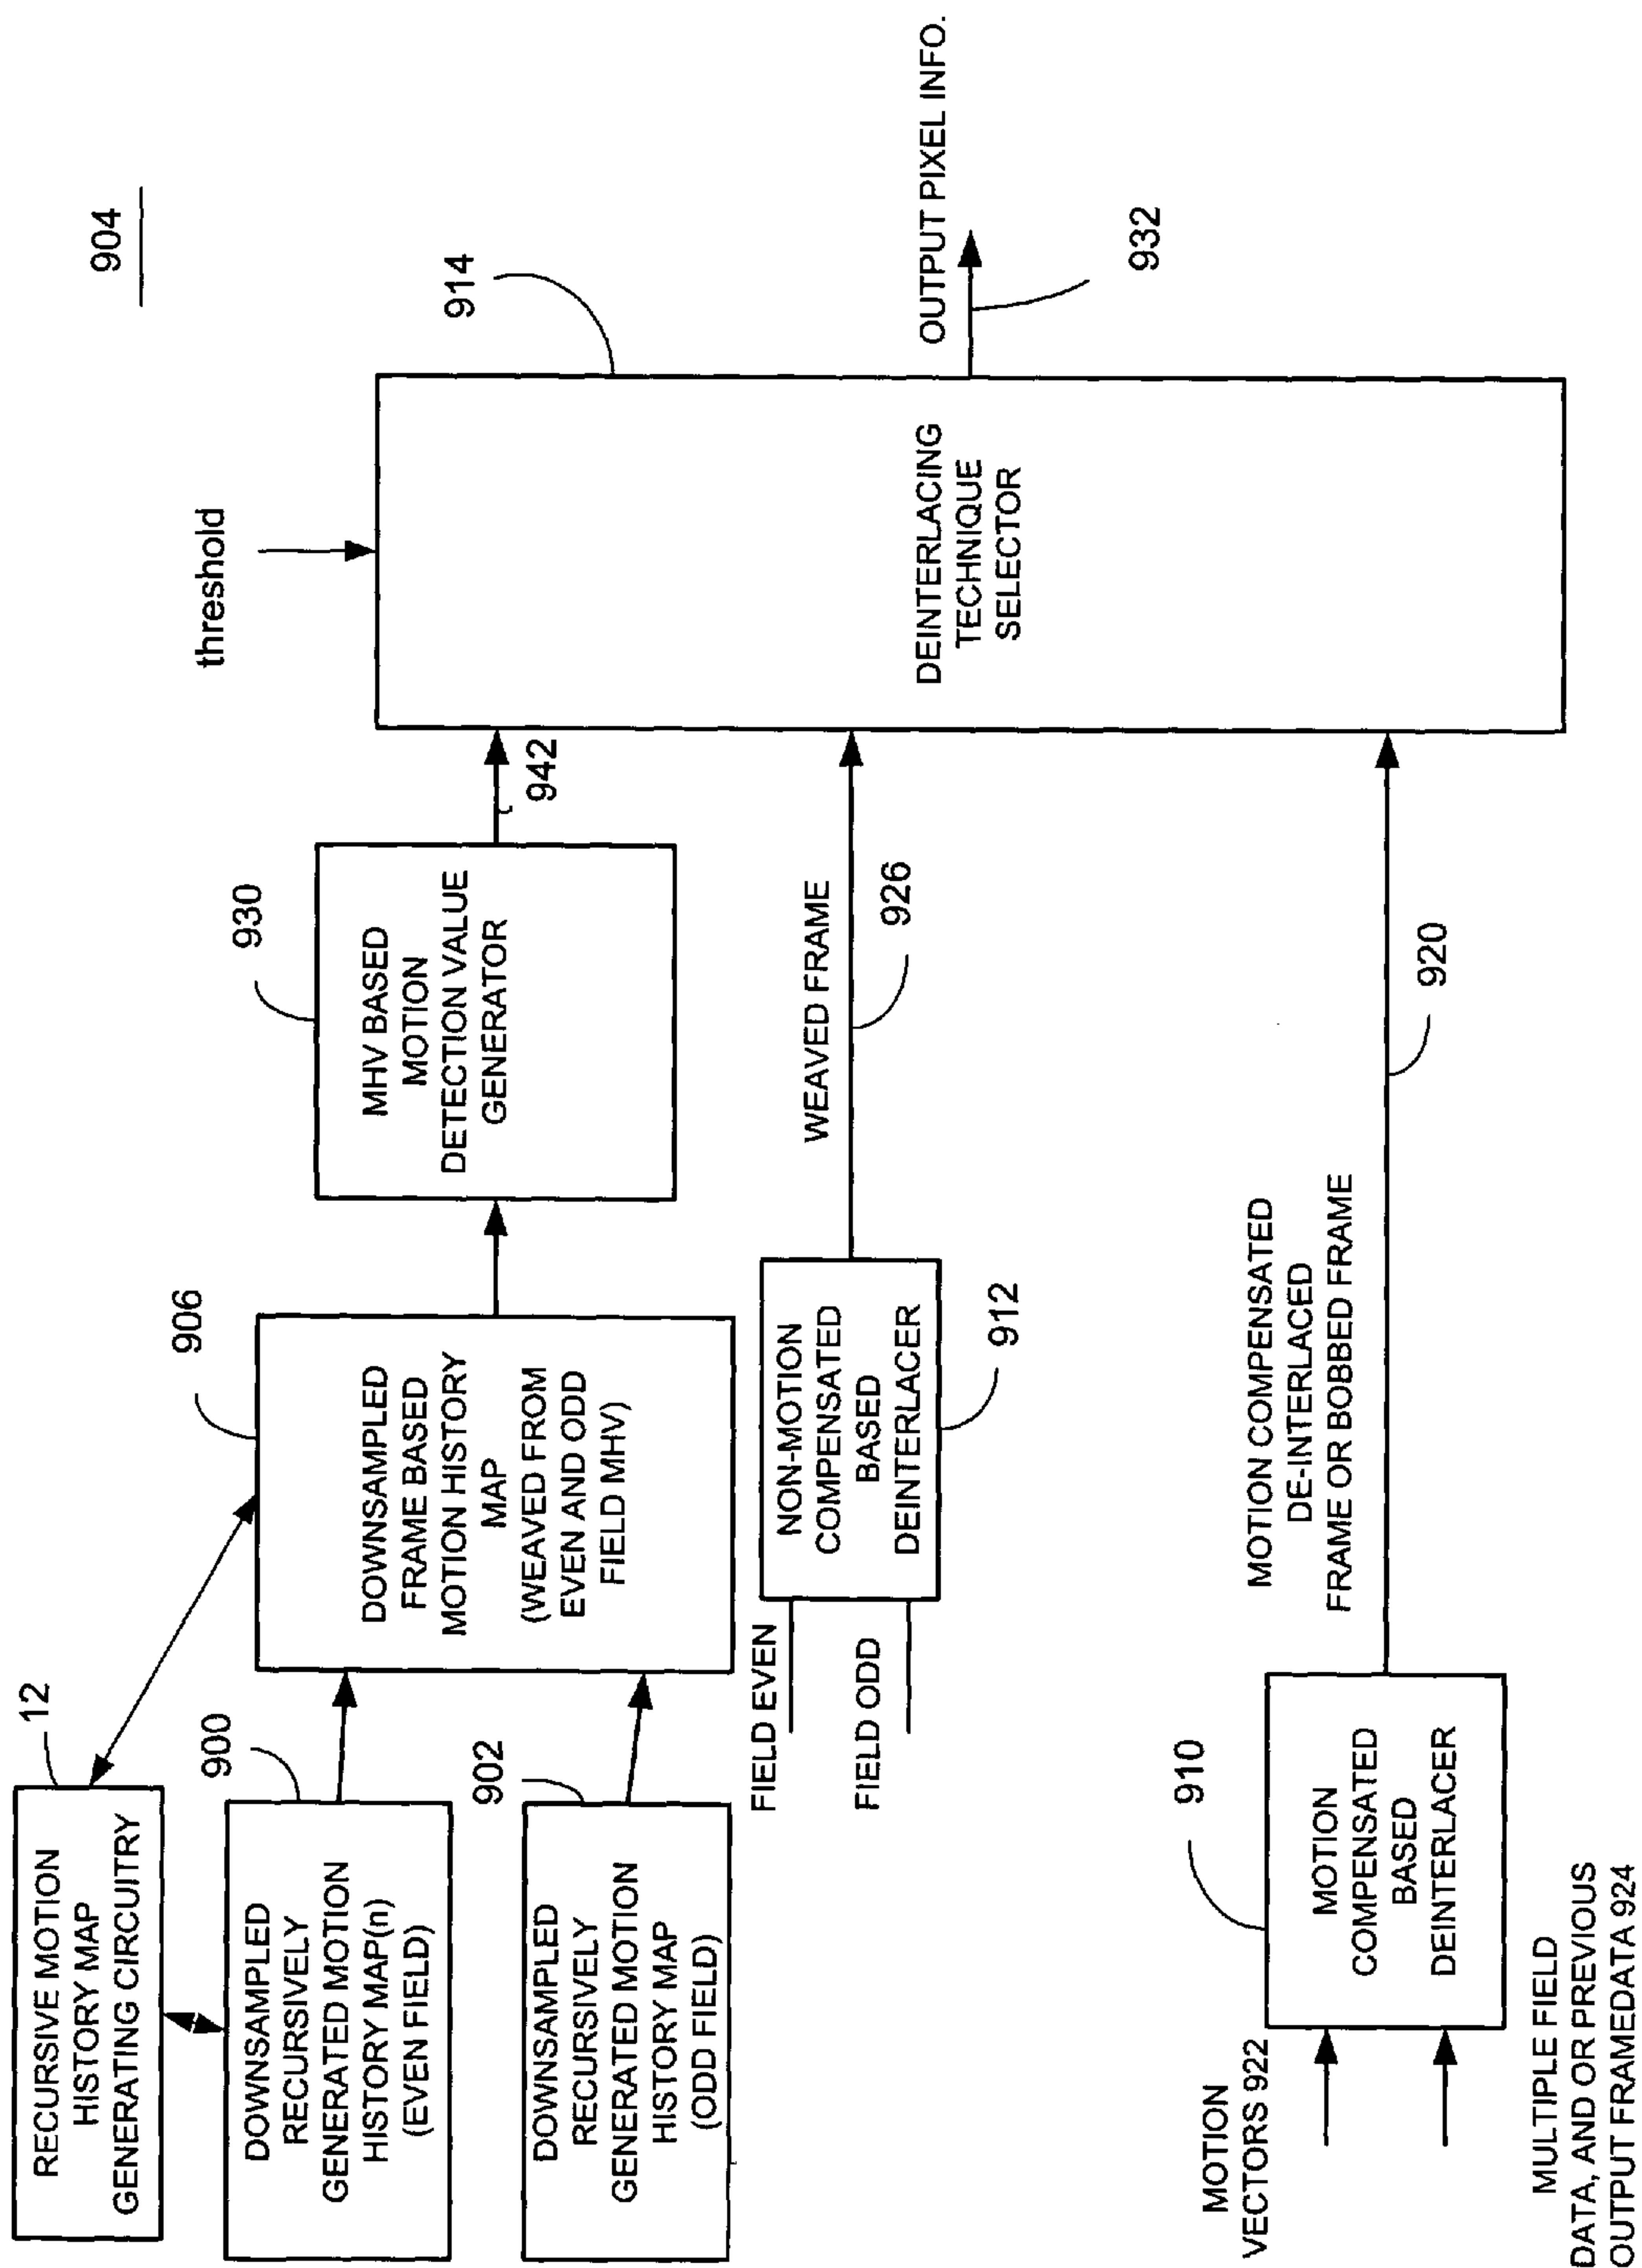 904
RECURSIVE MOTION
HISTORY MAP
GENERATING CIRCUITRY
12
DOWNSAMPLED
RECURSIVELY
GENERATED MOTION
HISTORY MAP(n)
(EVEN FIELD)
900
DOWNSAMPLED
RECURSIVELY
GENERATED MOTION
HISTORY MAP
(ODD FIELD)
902
DOWNSAMPLED
FRAME BASED
MOTION HISTORY
MAP
(WEAVED FROM
EVEN AND ODD
FIELD MHV)
906
MHV BASED
MOTION
DETECTION VALUE
GENERATOR
930
942
threshold
DEINTERLACING
TECHNIQUE
SELECTOR
914
OUTPUT PIXEL INFO.
932
FIELD EVEN
FIELD ODD
NON-MOTION
COMPENSATED
BASED
DEINTERLACER
912
WEAVED FRAME
926
MOTION
VECTORS 922
MULTIPLE FIELD
DATA, AND OR PREVIOUS
OUTPUT FRAMEDATA 924
MOTION
COMPENSATED
BASED
DEINTERLACER
910
MOTION COMPENSATED
DE-INTERLACED
FRAME OR BOBBED FRAME
920